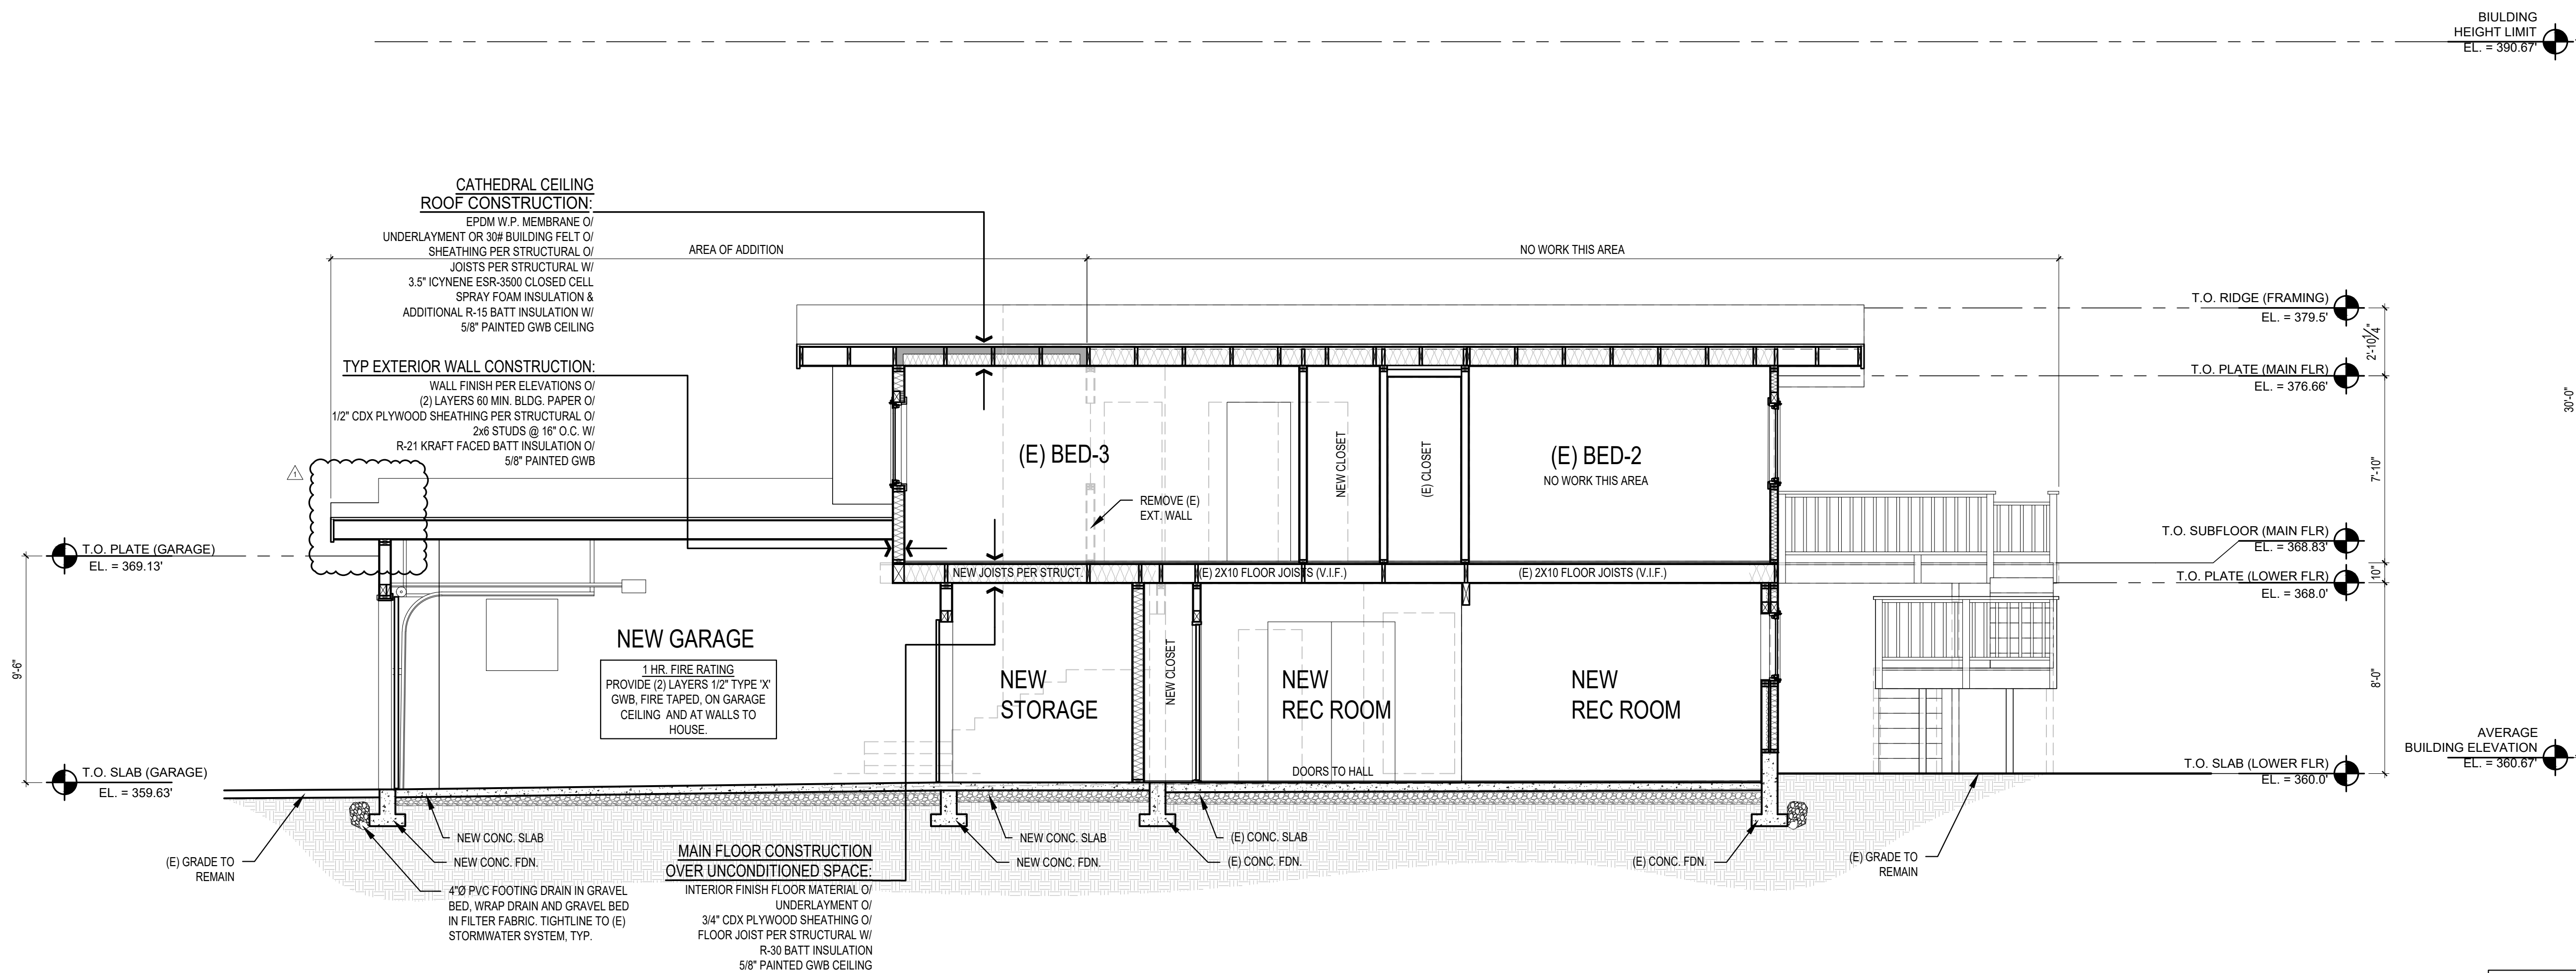 BIULDING
HEIGHT LIMIT
EL. = 390.67'
CATHEDRAL CEILING
ROOF CONSTRUCTION:
EPDM W.P. MEMBRANE O/
UNDERLAYMENT OR 30# BUILDING FELT O/
SHEATHING PER STRUCTURAL O/
JOISTS PER STRUCTURAL W/
3.5" ICYNENE ESR-3500 CLOSED CELL
SPRAY FOAM INSULATION &
ADDITIONAL R-15 BATT INSULATION W/
5/8" PAINTED GWB CEILING
AREA OF ADDITION
NO WORK THIS AREA
T.O. RIDGE (FRAMING)
EL. = 379.5'
2'-10 1/4"
TYP EXTERIOR WALL CONSTRUCTION:
WALL FINISH PER ELEVATIONS O/
(2) LAYERS 60 MIN. BLDG. PAPER O/
1/2" CDX PLYWOOD SHEATHING PER STRUCTURAL O/
2x6 STUDS @ 16" O.C. W/
R-21 KRAFT FACED BATT INSULATION O/
5/8" PAINTED GWB
T.O. PLATE (MAIN FLR)
EL. = 376.66'
30'-0"
1
(E) BED-3
NEW CLOSET
(E) CLOSET
(E) BED-2
NO WORK THIS AREA
7'-10"
REMOVE (E)
EXT. WALL
T.O. SUBFLOOR (MAIN FLR)
EL. = 368.83'
T.O. PLATE (GARAGE)
EL. = 369.13'
NEW JOISTS PER STRUCT.
(E) 2X10 FLOOR JOISTS (V.I.F.)
(E) 2X10 FLOOR JOISTS (V.I.F.)
T.O. PLATE (LOWER FLR)
EL. = 368.0'
10"
9'-6"
NEW GARAGE
1 HR. FIRE RATING
PROVIDE (2) LAYERS 1/2" TYPE 'X'
GWB, FIRE TAPED, ON GARAGE
CEILING AND AT WALLS TO
HOUSE.
NEW
STORAGE
NEW CLOSET
NEW
REC ROOM
NEW
REC ROOM
8'-0"
DOORS TO HALL
AVERAGE
BUILDING ELEVATION
EL. = 360.67'
T.O. SLAB (GARAGE)
EL. = 359.63'
T.O. SLAB (LOWER FLR)
EL. = 360.0'
(E) GRADE TO
REMAIN
NEW CONC. SLAB
NEW CONC. FDN.
4"Ø PVC FOOTING DRAIN IN GRAVEL
BED, WRAP DRAIN AND GRAVEL BED
IN FILTER FABRIC. TIGHTLINE TO (E)
STORMWATER SYSTEM, TYP.
MAIN FLOOR CONSTRUCTION
OVER UNCONDITIONED SPACE:
INTERIOR FINISH FLOOR MATERIAL O/
UNDERLAYMENT O/
3/4" CDX PLYWOOD SHEATHING O/
FLOOR JOIST PER STRUCTURAL W/
R-30 BATT INSULATION
5/8" PAINTED GWB CEILING
NEW CONC. SLAB
NEW CONC. FDN.
(E) CONC. SLAB
(E) CONC. FDN.
(E) CONC. FDN.
(E) GRADE TO
REMAIN